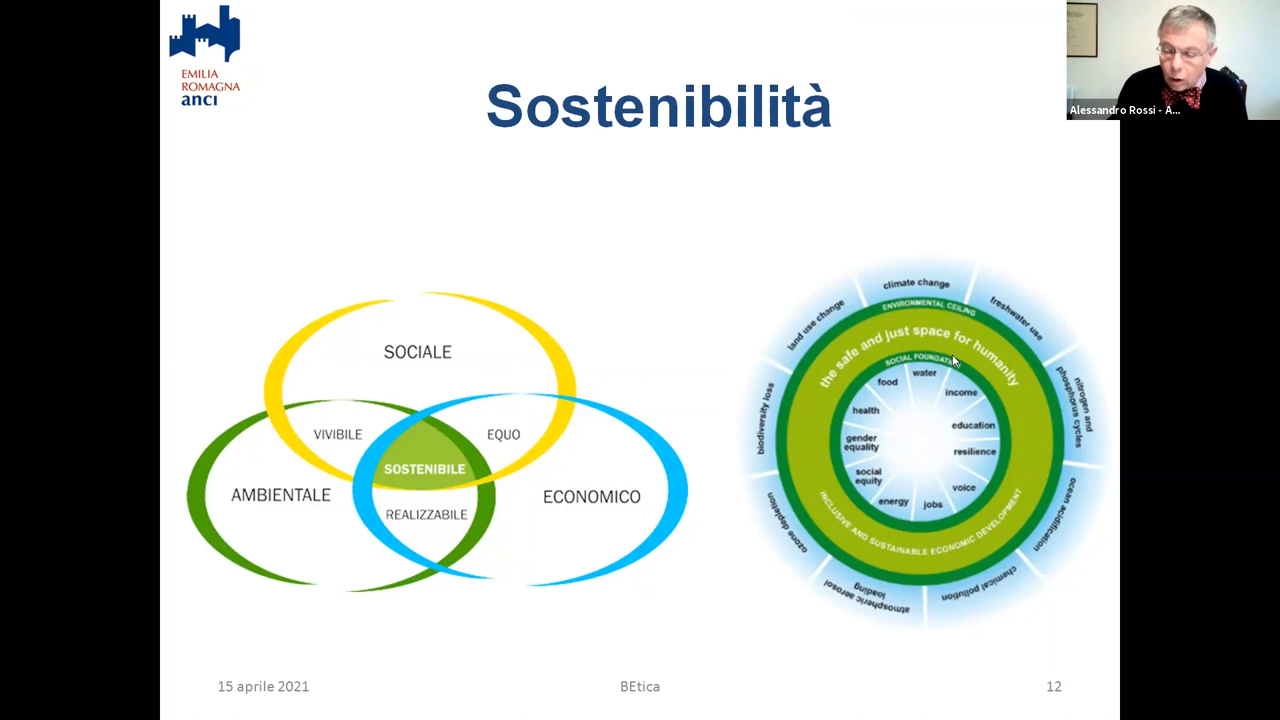 EMILIA
ROMAGNA
anci
Sostenibilità
Alessandro Rossi - A...
SOCIALE
VIVIBILE
EQUO
SOSTENIBILE
AMBIENTALE
ECONOMICO
REALIZZABILE
climate change
freshwater use
nitrogen and
phosphorus cycles
ocean acidification
chemical pollution
atmospheric aerosol
loading
ozone depletion
biodiversity loss
land use change
ENVIRONMENTAL CEILING
the safe and just space for humanity
SOCIAL FOUNDATION
water
income
education
resilience
voice
jobs
energy
social
equity
gender
equality
health
food
INCLUSIVE AND SUSTAINABLE ECONOMIC DEVELOPMENT
15 aprile 2021
BEtica
12